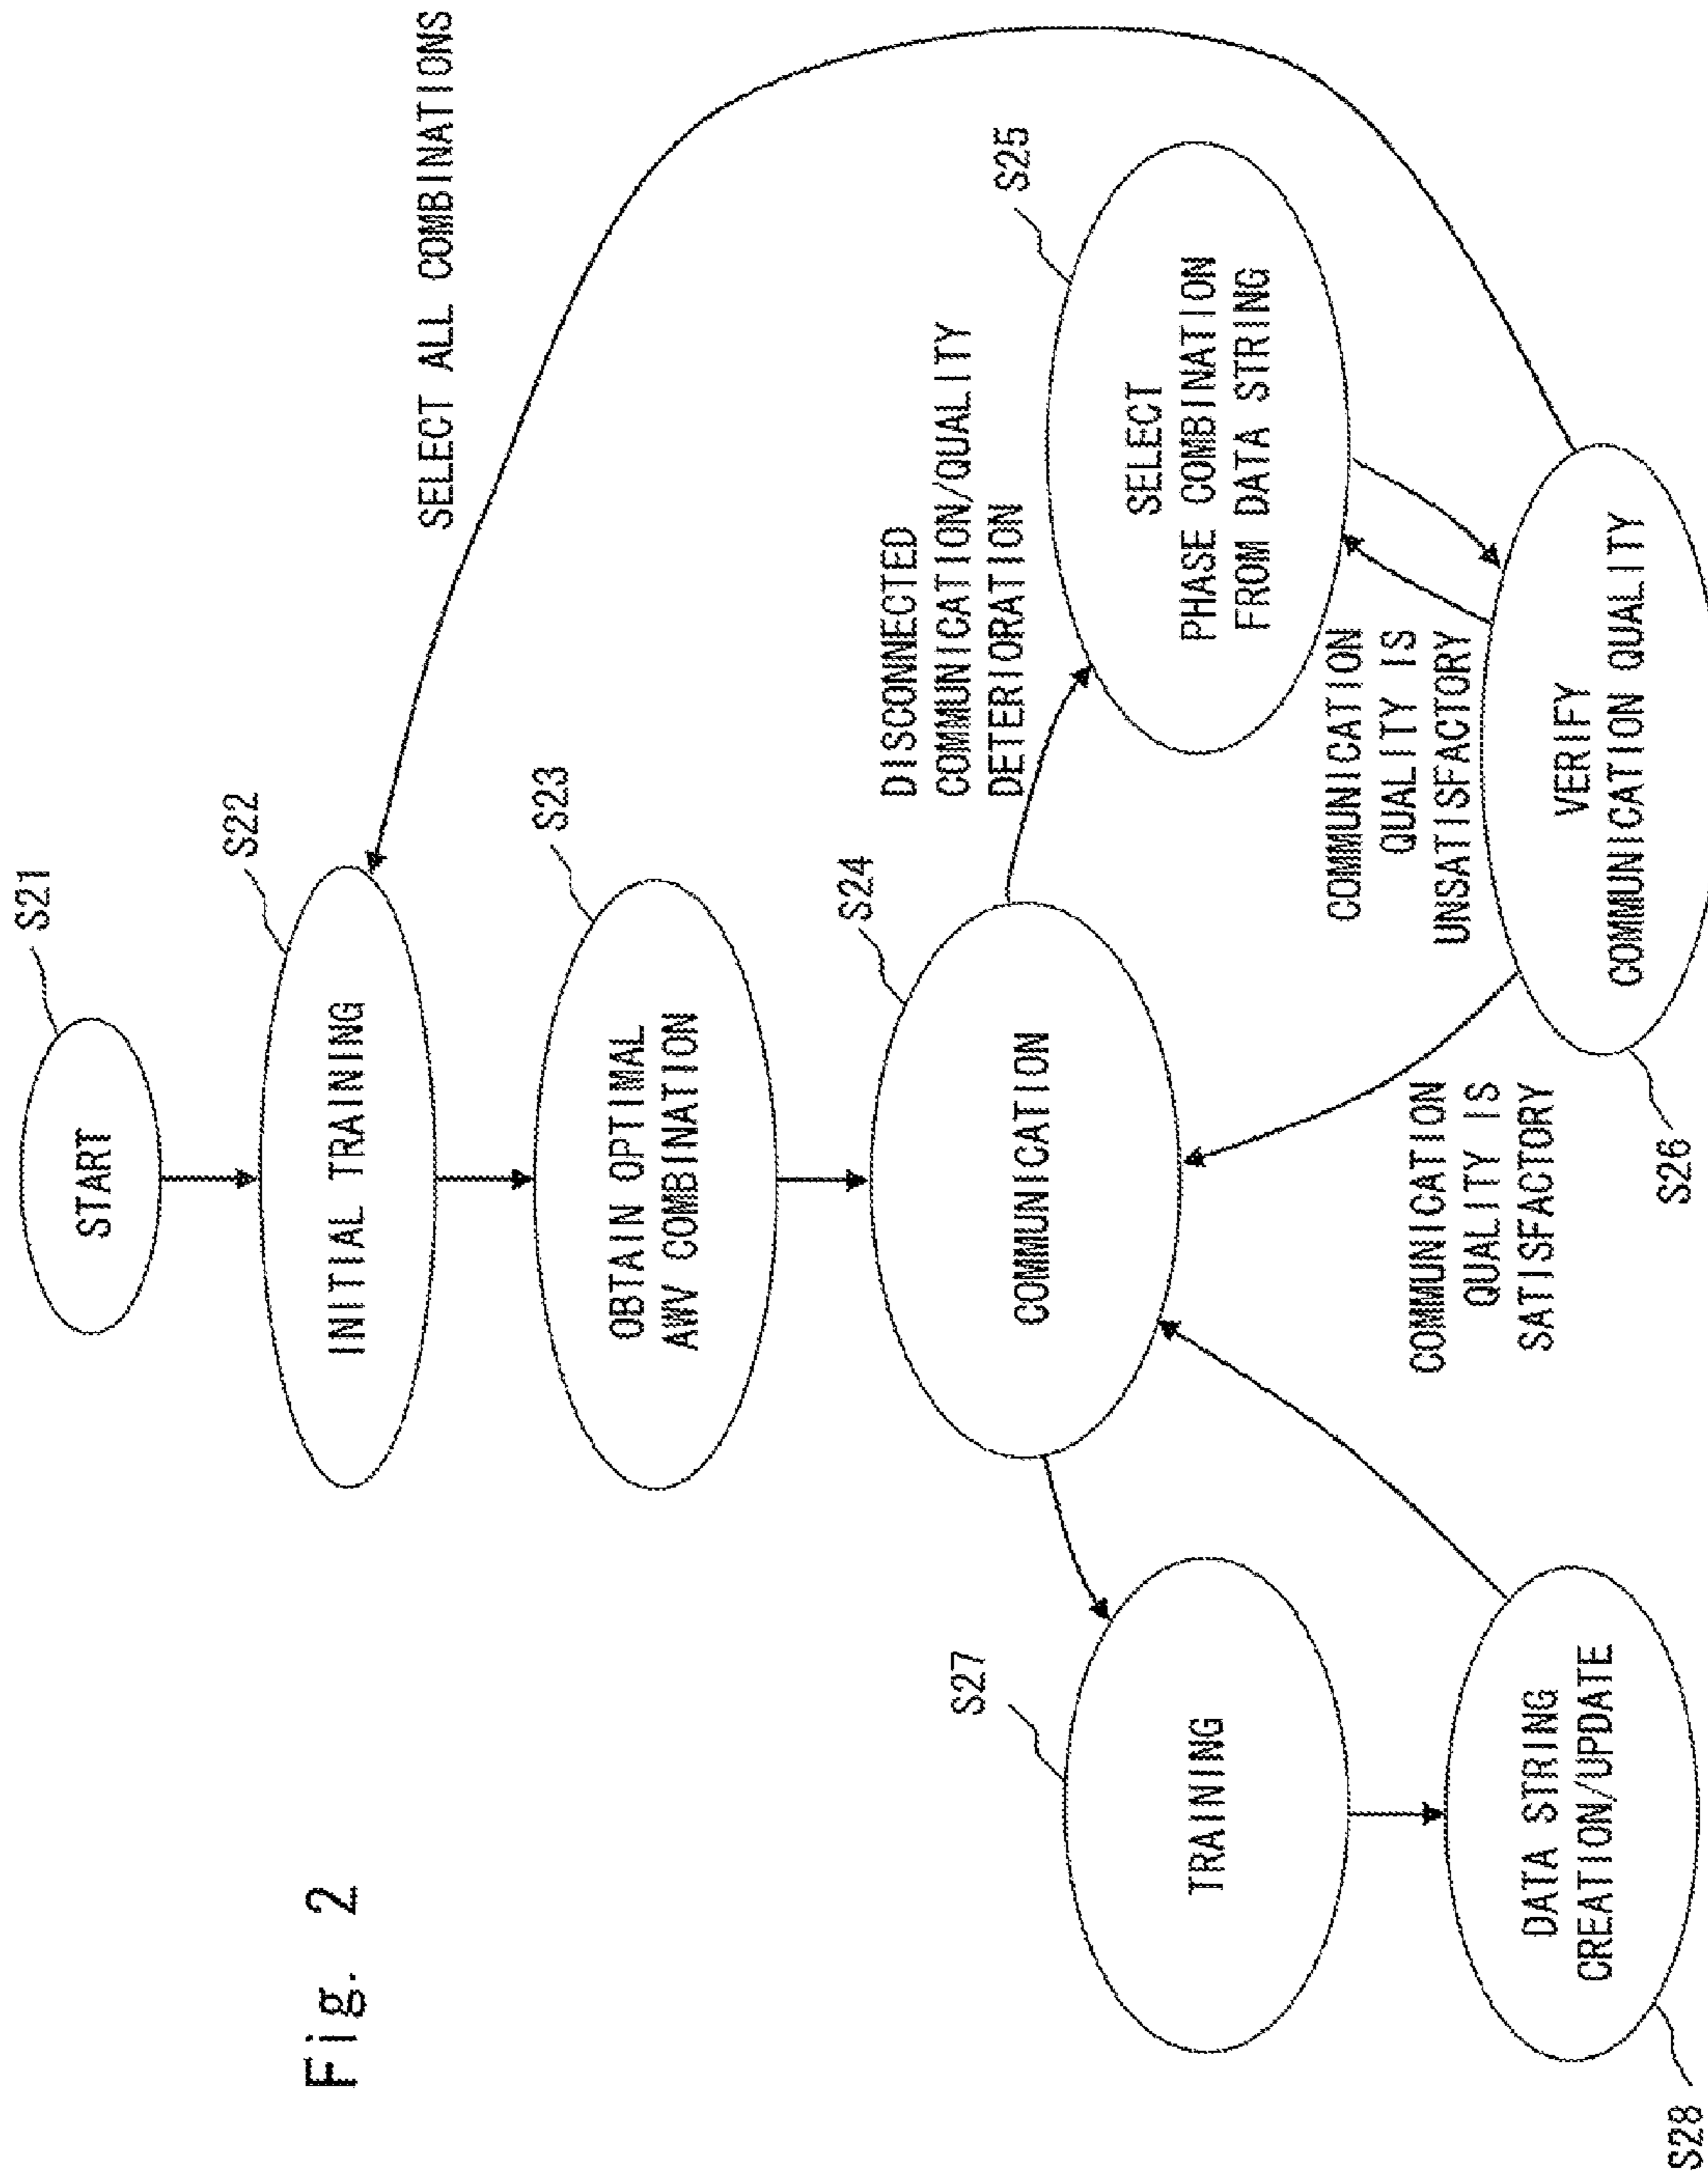 Fig. 2
START
S21
INITIAL TRAINING
S22
SELECT ALL COMBINATIONS
OBTAIN OPTIMAL
AWV COMBINATION
S23
COMMUNICATION
S24
DISCONNECTED
COMMUNICATION/QUALITY
DETERIORATION
SELECT
PHASE COMBINATION
FROM DATA STRING
S25
TRAINING
S27
COMMUNICATION
QUALITY IS
UNSATISFACTORY
COMMUNICATION
QUALITY IS
SATISFACTORY
VERIFY
COMMUNICATION QUALITY
S26
DATA STRING
CREATION/UPDATE
S28